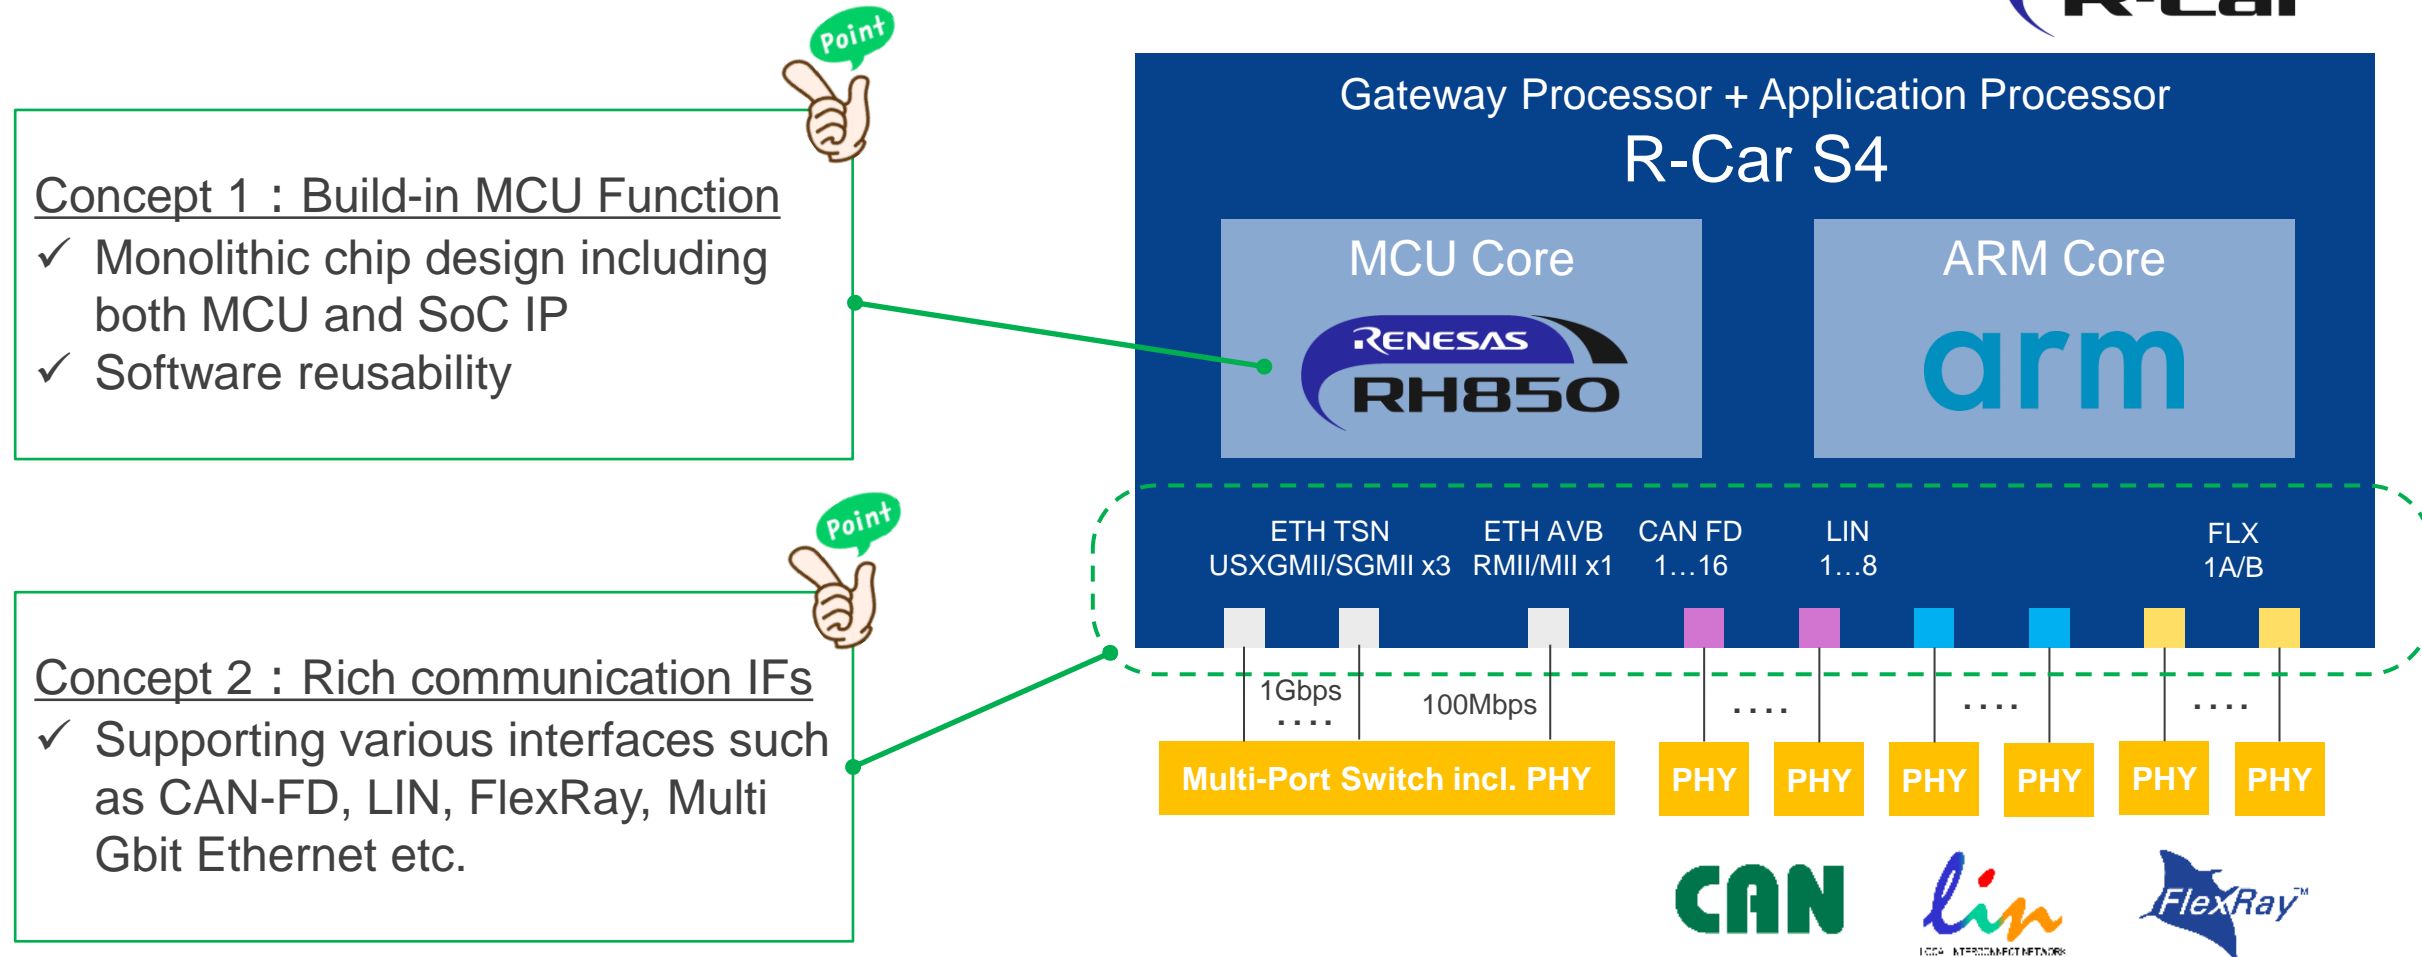 R-Car
Point
Concept 1：Build-in MCU Function
✓ Monolithic chip design including
both MCU and SoC IP
✓ Software reusability
Point
Concept 2：Rich communication IFs
✓ Supporting various interfaces such
as CAN-FD, LIN, FlexRay, Multi
Gbit Ethernet etc.
Gateway Processor + Application Processor
R-Car S4
MCU Core
RENESAS
RH850
ARM Core
arm
ETH TSN
USXGMII/SGMII x3
ETH AVB
RMII/MII x1
CAN FD
1…16
LIN
1…8
FLX
1A/B
1Gbps
....
100Mbps
....
....
....
Multi-Port Switch incl. PHY
PHY
PHY
PHY
PHY
PHY
PHY
CAN
lin
FlexRay™